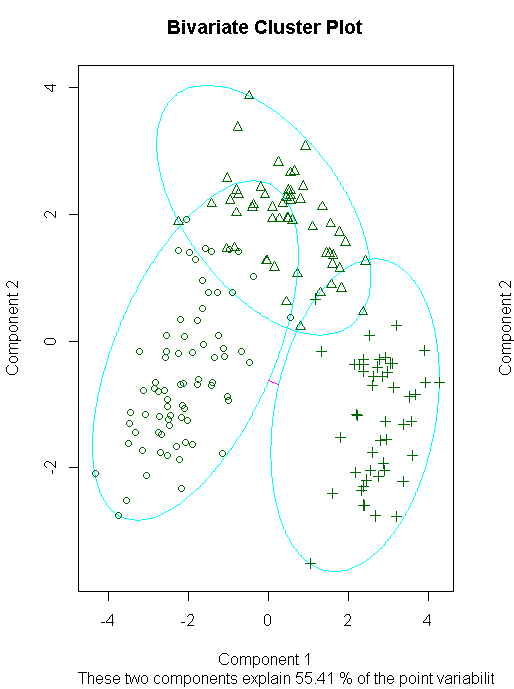 Bivariate Cluster Plot
4
2
0
-2
Component 2
Component 2
-4 -2 0 2 4
Component 1
These two components explain 55.41 % of the point variabilit